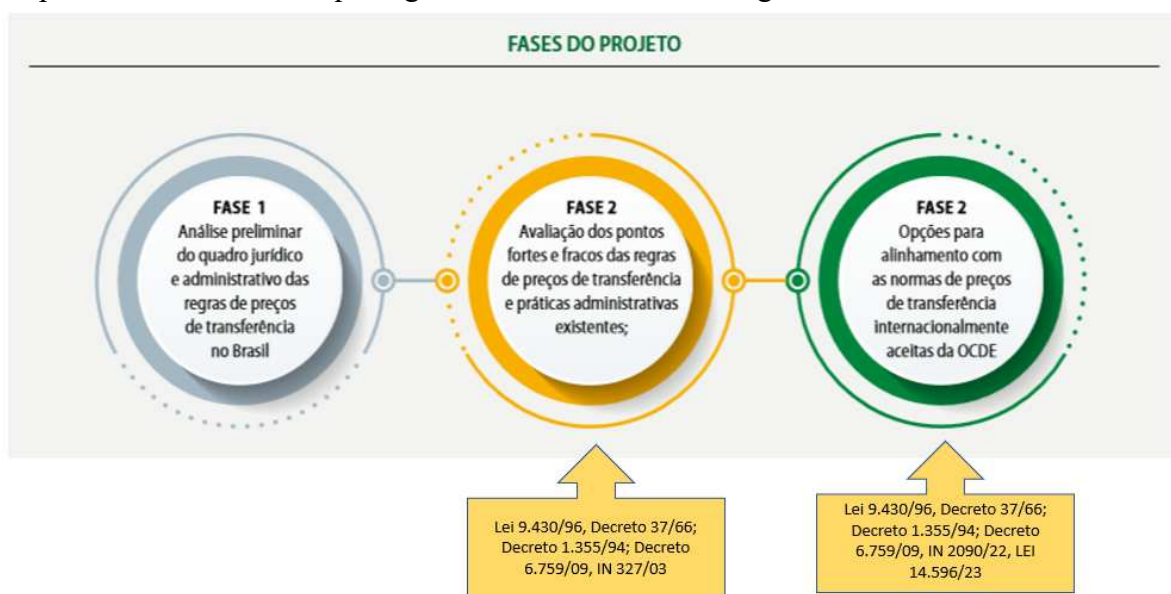 FASES DO PROJETO
FASE 1
Análise preliminar
do quadro jurídico
e administrativo das
regras de preços
de transferência
no Brasil
FASE 2
Avaliação dos pontos
fortes e fracos das regras
de preços de transferência
e práticas administrativas
existentes;
FASE 2
Opções para
alinhamento com
as normas de preços
de transferência
internacionalmente
aceitas da OCDE
Lei 9.430/96, Decreto 37/66;
Decreto 1.355/94; Decreto
6.759/09, IN 327/03
Lei 9.430/96, Decreto 37/66;
Decreto 1.355/94; Decreto
6.759/09, IN 2090/22, LEI
14.596/23